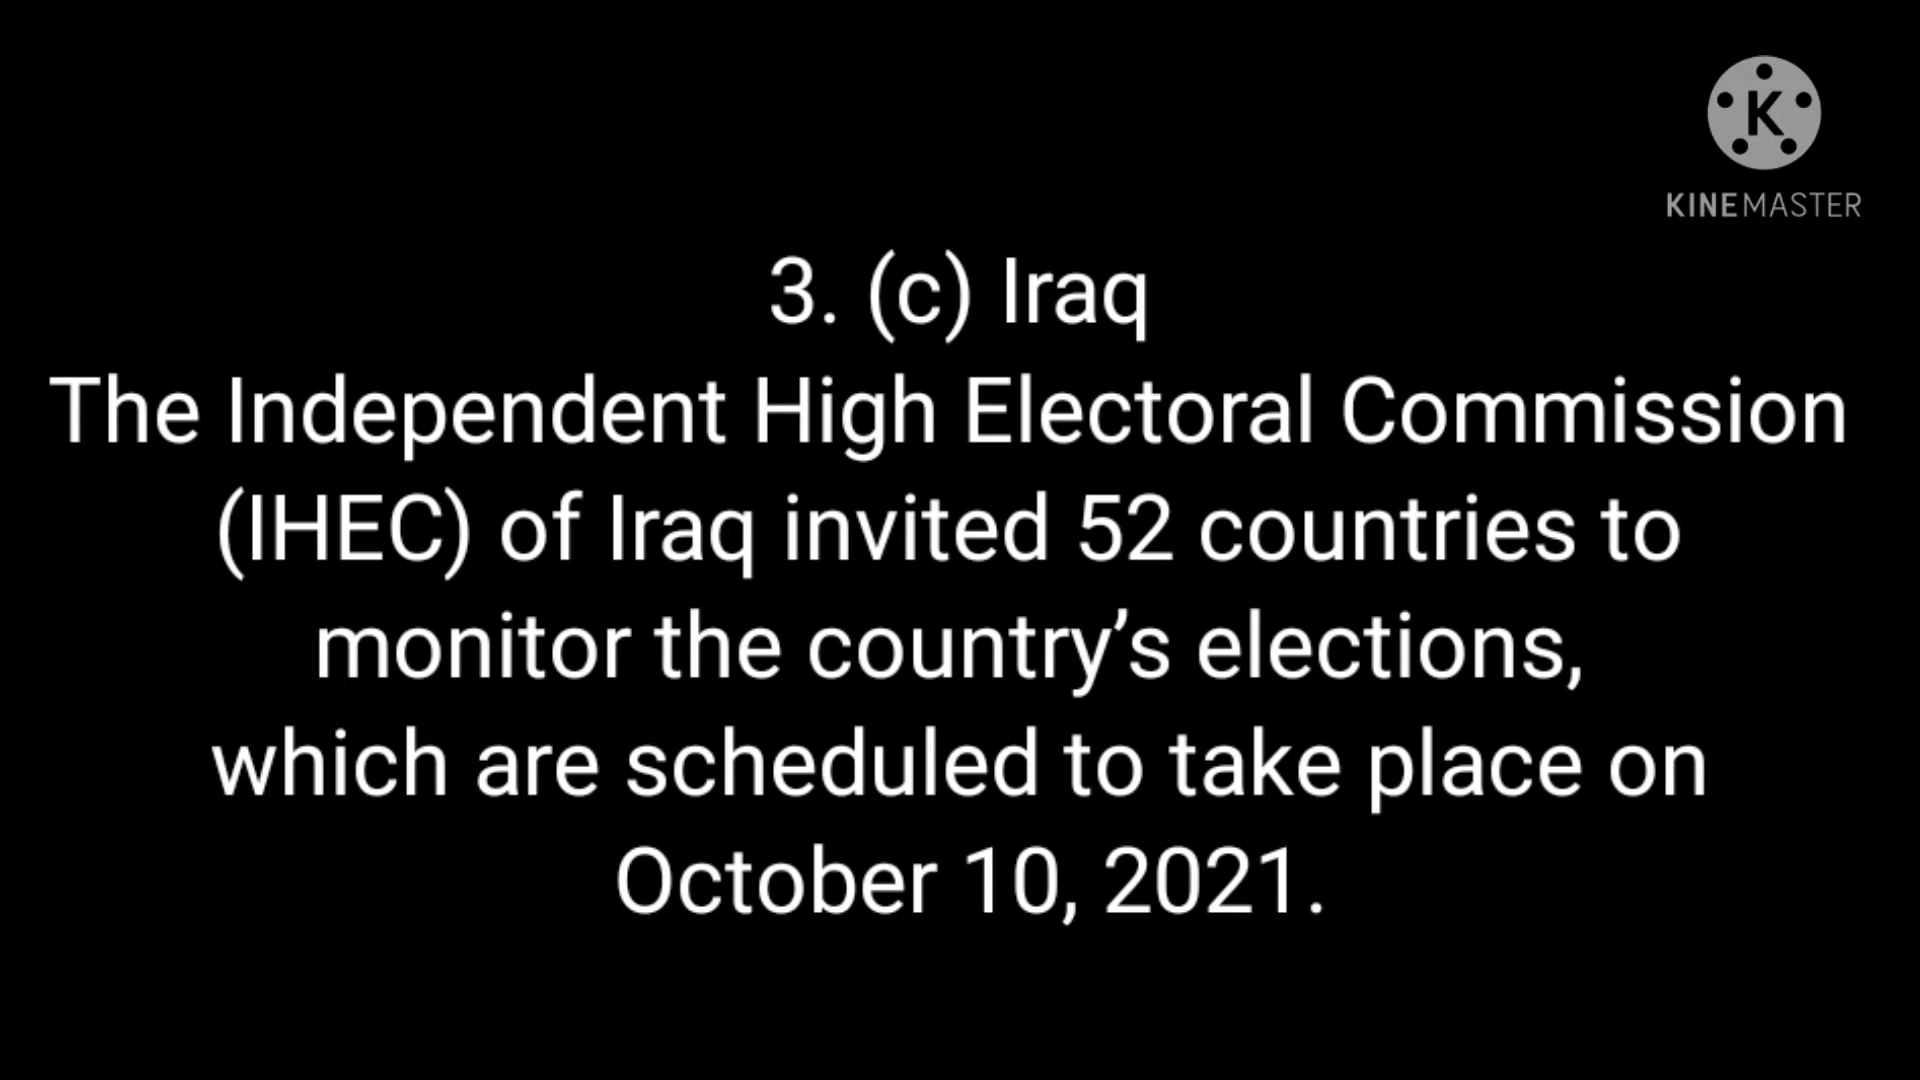 K
KINEMASTER
3. (c) Iraq
The Independent High Electoral Commission
(IHEC) of Iraq invited 52 countries to
monitor the country’s elections,
which are scheduled to take place on
October 10, 2021.